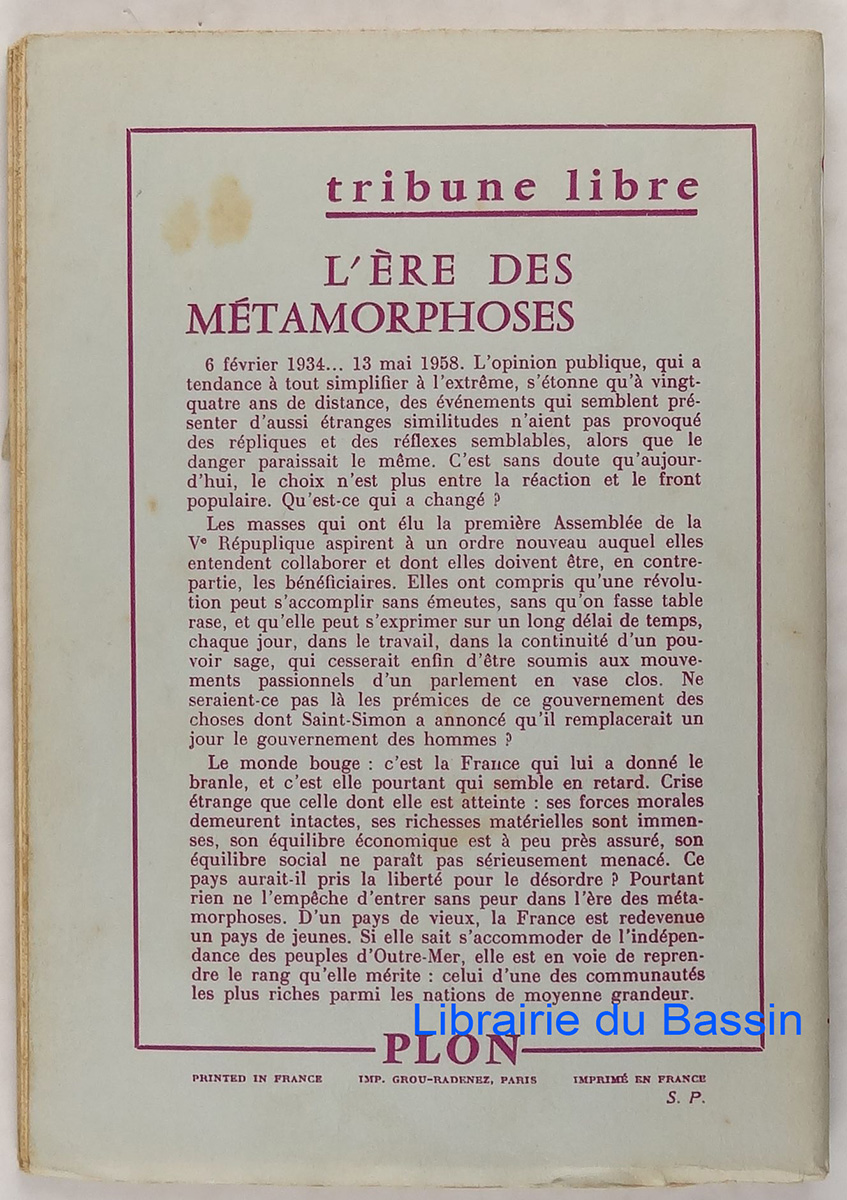 tribune libre
L'ÈRE DES
MÉTAMORPHOSES
6 février 1934... 13 mai 1958. L'opinion publique, qui a
tendance à tout simplifier à l'extrême, s'étonne qu'à vingt-
quatre ans de distance, des événements qui semblent pré-
senter d'aussi étranges similitudes n'aient pas provoqué
des répliques et des réflexes semblables, alors que le
danger paraissait le même. C'est sans doute qu'aujour-
d'hui, le choix n'est plus entre la réaction et le front
populaire. Qu'est-ce qui a changé ?
Les masses qui ont élu la première Assemblée de la
Ve Répuplique aspirent à un ordre nouveau auquel elles
entendent collaborer et dont elles doivent être, en contre-
partie, les bénéficiaires. Elles ont compris qu'une révolu-
tion peut s'accomplir sans émeutes, sans qu'on fasse table
rase, et qu'elle peut s'exprimer sur un long délai de temps,
chaque jour, dans le travail, dans la continuité d'un pou-
voir sage, qui cesserait enfin d'être soumis aux mouve-
ments passionnels d'un parlement en vase clos. Ne
seraient-ce pas là les prémices de ce gouvernement des
choses dont Saint-Simon a annoncé qu'il remplacerait un
jour le gouvernement des hommes ?
Le monde bouge : c'est la France qui lui a donné le
branle, et c'est elle pourtant qui semble en retard. Crise
étrange que celle dont elle est atteinte : ses forces morales
demeurent intactes, ses richesses matérielles sont immen-
ses, son équilibre économique est à peu près assuré, son
équilibre social ne paraît pas sérieusement menacé. Ce
pays aurait-il pris la liberté pour le désordre ? Pourtant
rien ne l'empêche d'entrer sans peur dans l'ère des méta-
morphoses. D'un pays de vieux, la France est redevenue
un pays de jeunes. Si elle sait s'accommoder de l'indépen-
dance des peuples d'Outre-Mer, elle est en voie de repren-
dre le rang qu'elle mérite : celui d'une des communautés
les plus riches parmi les nations de moyenne grandeur.
Librairie du Bassin
PLON
PRINTED IN FRANCE IMP. GROU-RADENEZ, PARIS IMPRIMÉ EN FRANCE
S. P.